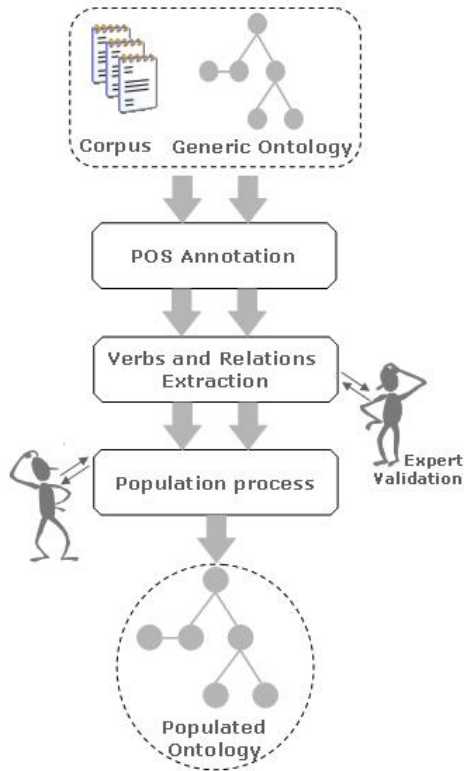 Corpus Generic Ontology
POS Annotation
Verbs and Relations
Extraction
Expert
Validation
Population process
Populated
Ontology